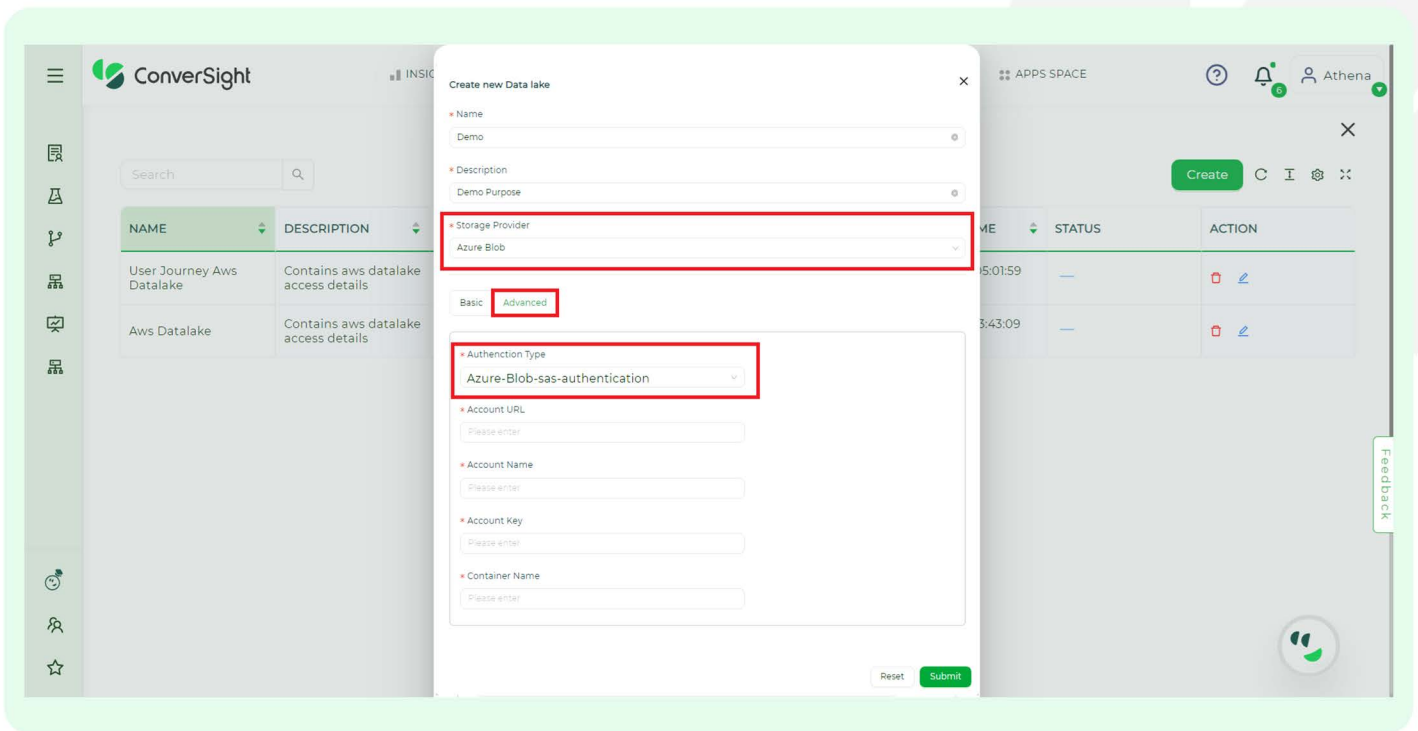 ConverSight
INSIC
APPS SPACE
6
Athena
Search
Create
NAME
DESCRIPTION
ME
STATUS
ACTION
User Journey Aws
Datalake
Contains aws datalake
access details
05:01:59
Aws Datalake
Contains aws datalake
access details
3:43:09
Create new Data lake
* Name
Demo
* Description
Demo Purpose
* Storage Provider
Azure Blob
Basic
Advanced
* Authenction Type
Azure-Blob-sas-authentication
* Account URL
Please enter
* Account Name
Please enter
* Account Key
Please enter
* Container Name
Please enter
Reset
Submit
Feedback